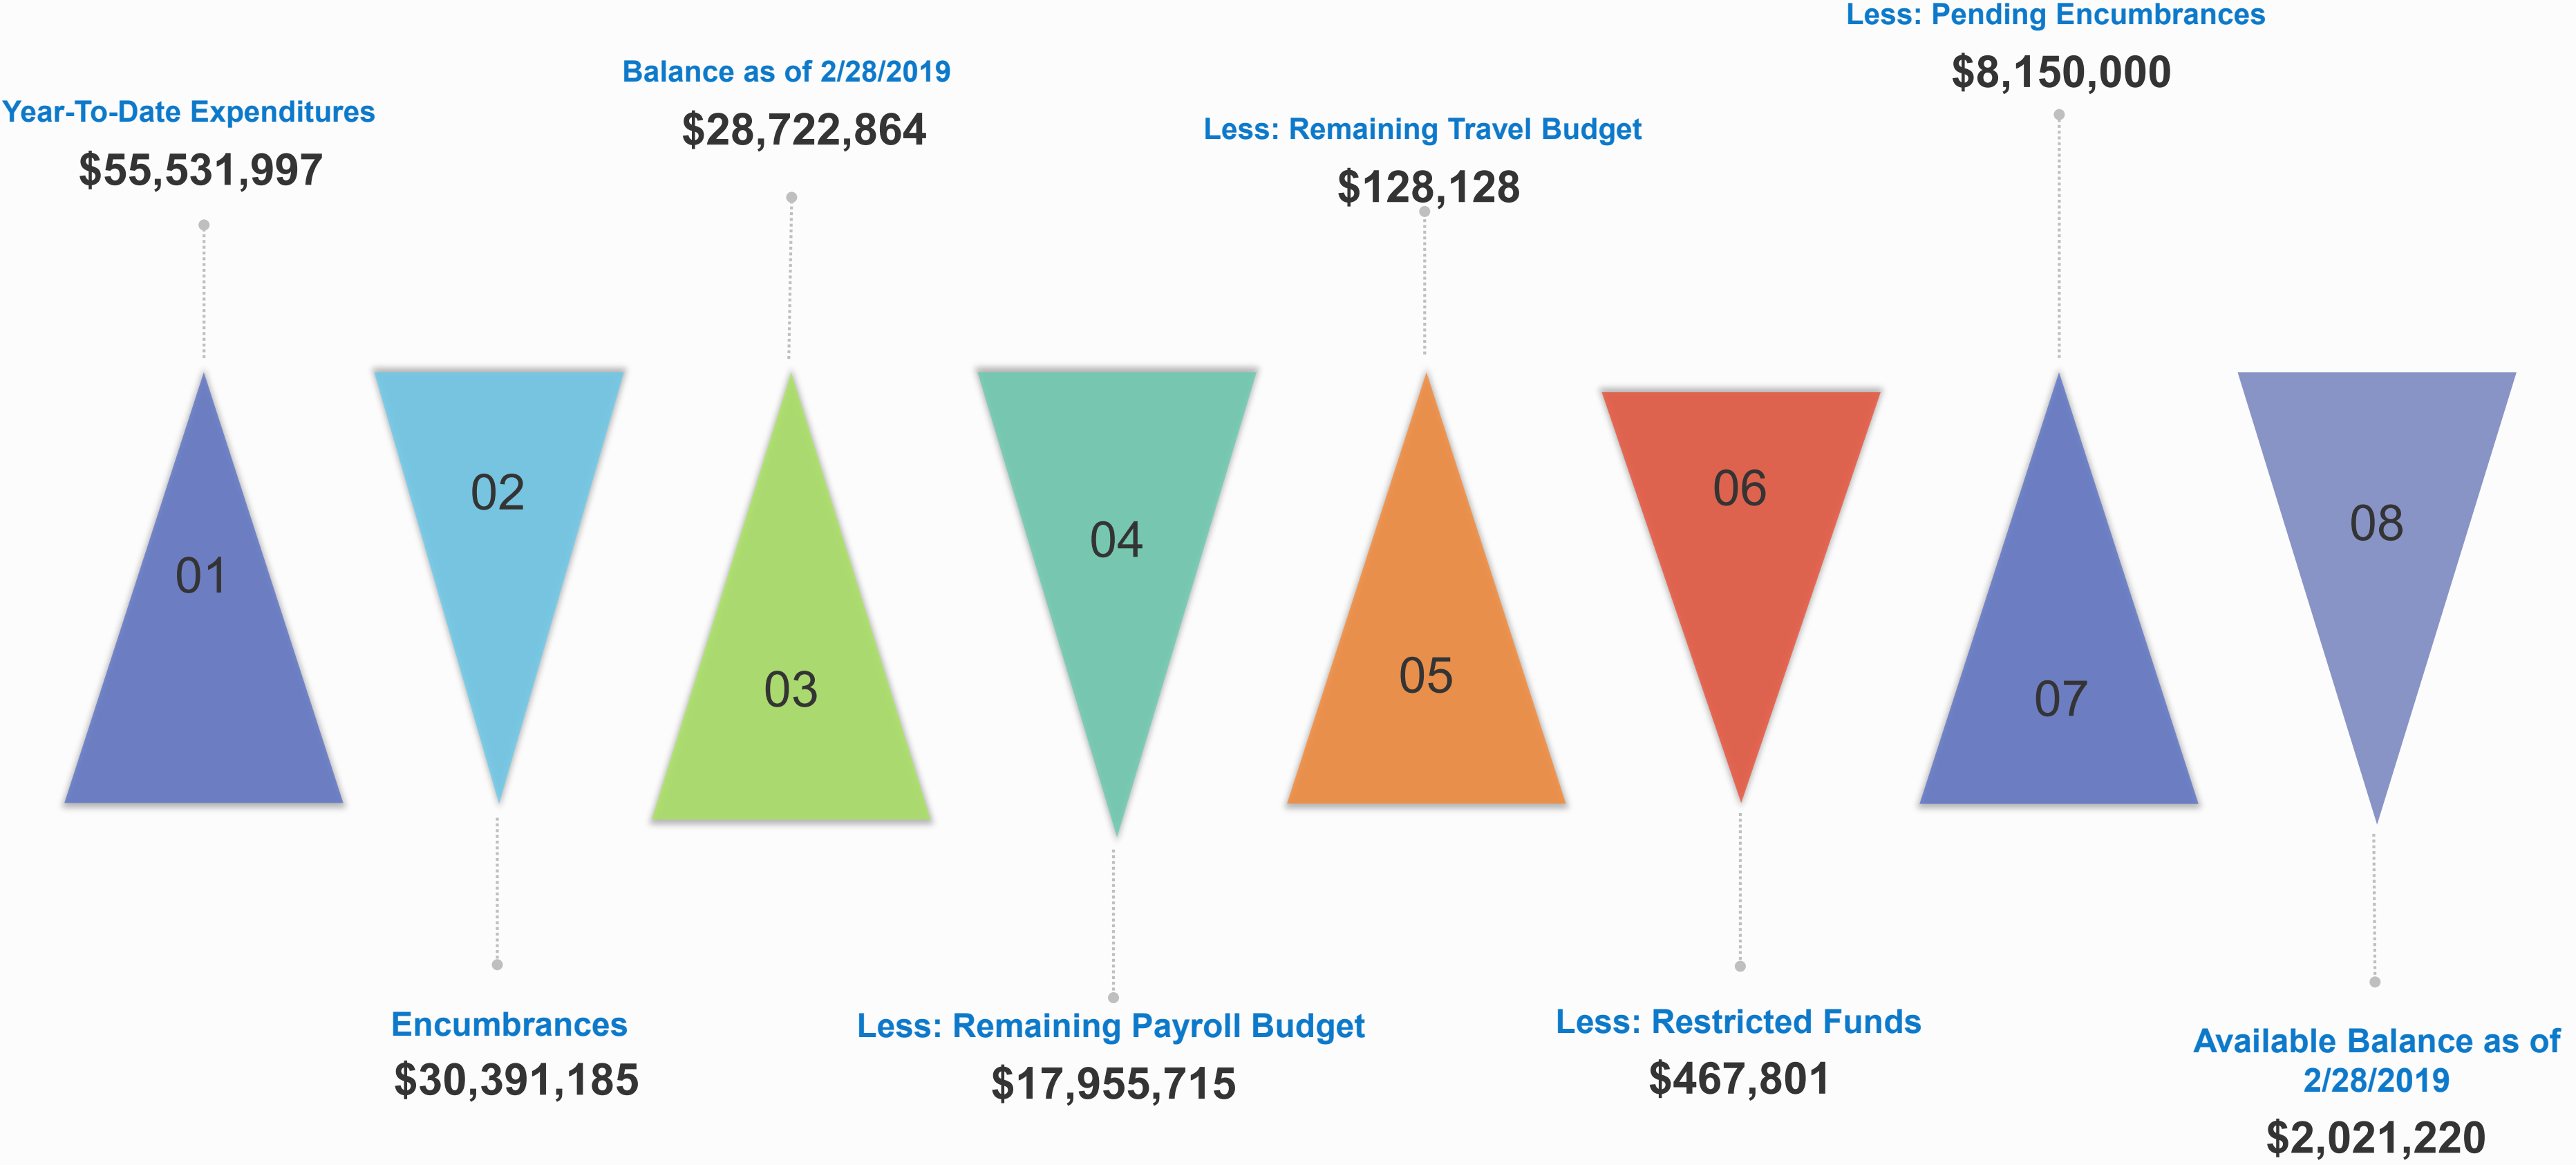 Year-To-Date Expenditures
$55,531,997
01
02
Encumbrances
$30,391,185
Balance as of 2/28/2019
$28,722,864
03
04
Less: Remaining Payroll Budget
$17,955,715
Less: Remaining Travel Budget
$128,128
05
06
Less: Restricted Funds
$467,801
Less: Pending Encumbrances
$8,150,000
07
08
Available Balance as of
2/28/2019
$2,021,220